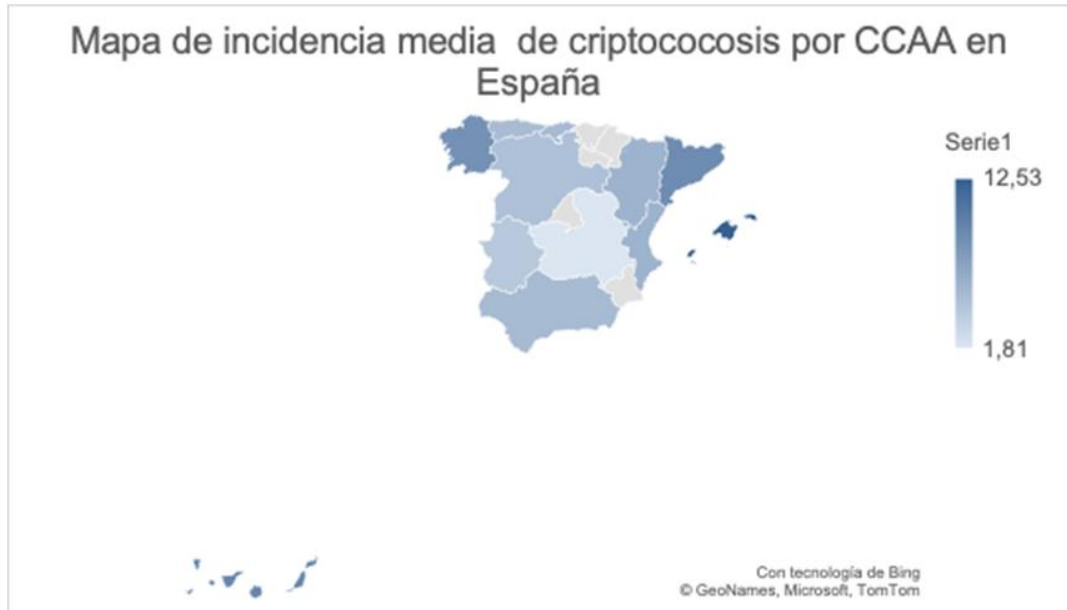 Mapa de incidencia media  de criptococosis por CCAA en
España
Serie1
12,53
1,81
Con tecnología de Bing
© GeoNames, Microsoft, TomTom